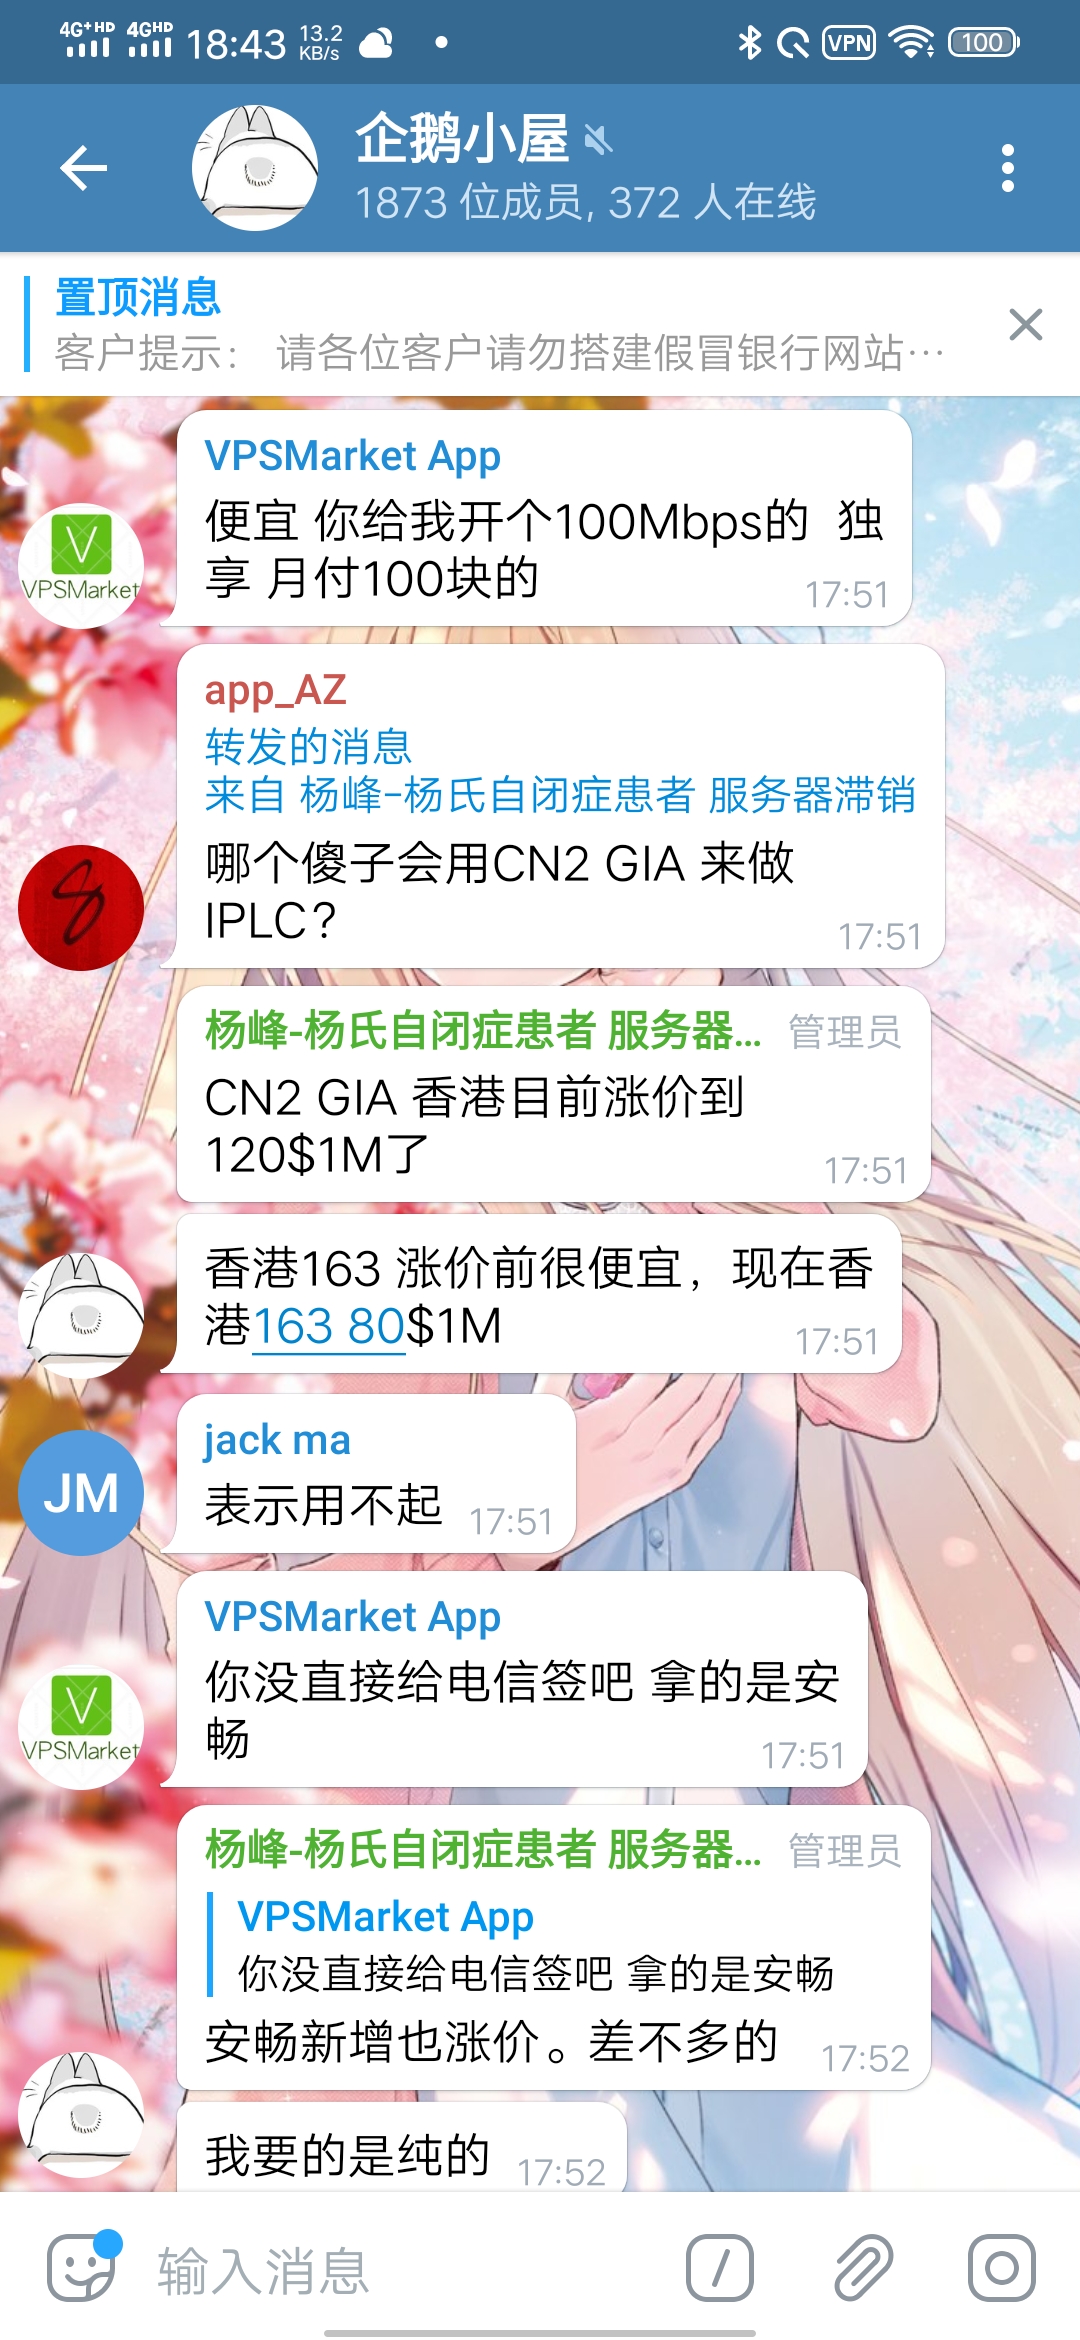 4G+HD 4GHD 18:43 13.2 KB/s VPN 100
企鹅小屋
1873 位成员, 372 人在线
置顶消息
客户提示： 请各位客户请勿搭建假冒银行网站…
VPSMarket App
便宜 你给我开个100Mbps的 独
享 月付100块的 17:51
V
VPSMarket
app_AZ
转发的消息
来自 杨峰-杨氏自闭症患者 服务器滞销
哪个傻子会用CN2 GIA 来做
IPLC？ 17:51
8
杨峰-杨氏自闭症患者 服务器... 管理员
CN2 GIA 香港目前涨价到
120$1M了 17:51
香港163 涨价前很便宜，现在香
港163 80$1M 17:51
jack ma
JM
表示用不起 17:51
VPSMarket App
你没直接给电信签吧 拿的是安
畅 17:51
V
VPSMarket
杨峰-杨氏自闭症患者 服务器... 管理员
VPSMarket App
你没直接给电信签吧 拿的是安畅
安畅新增也涨价。差不多的 17:52
我要的是纯的 17:52
输入消息